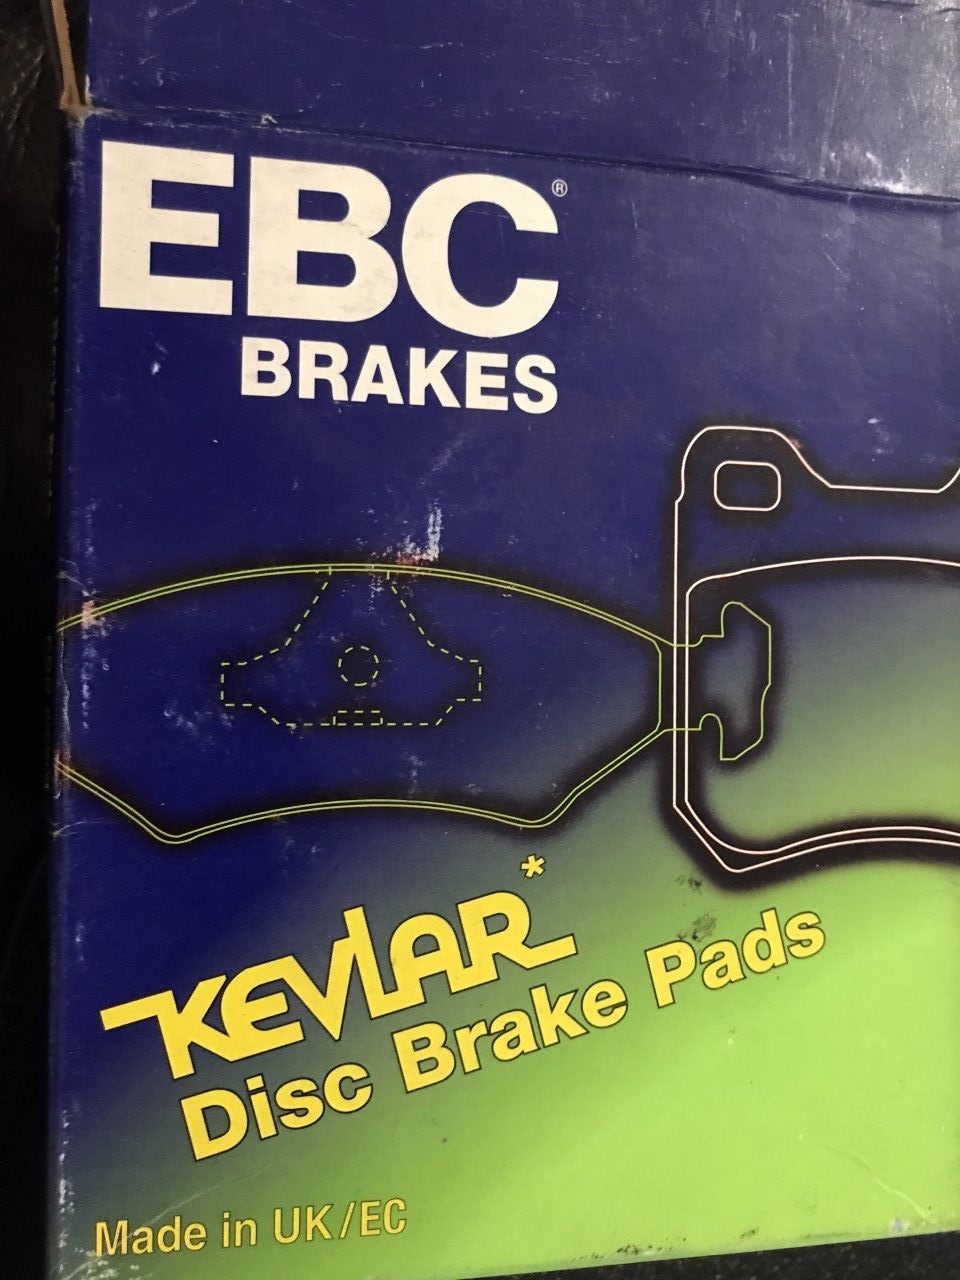 EBC®
BRAKES
KEVLAR*
Disc Brake Pads
Made in UK/EC